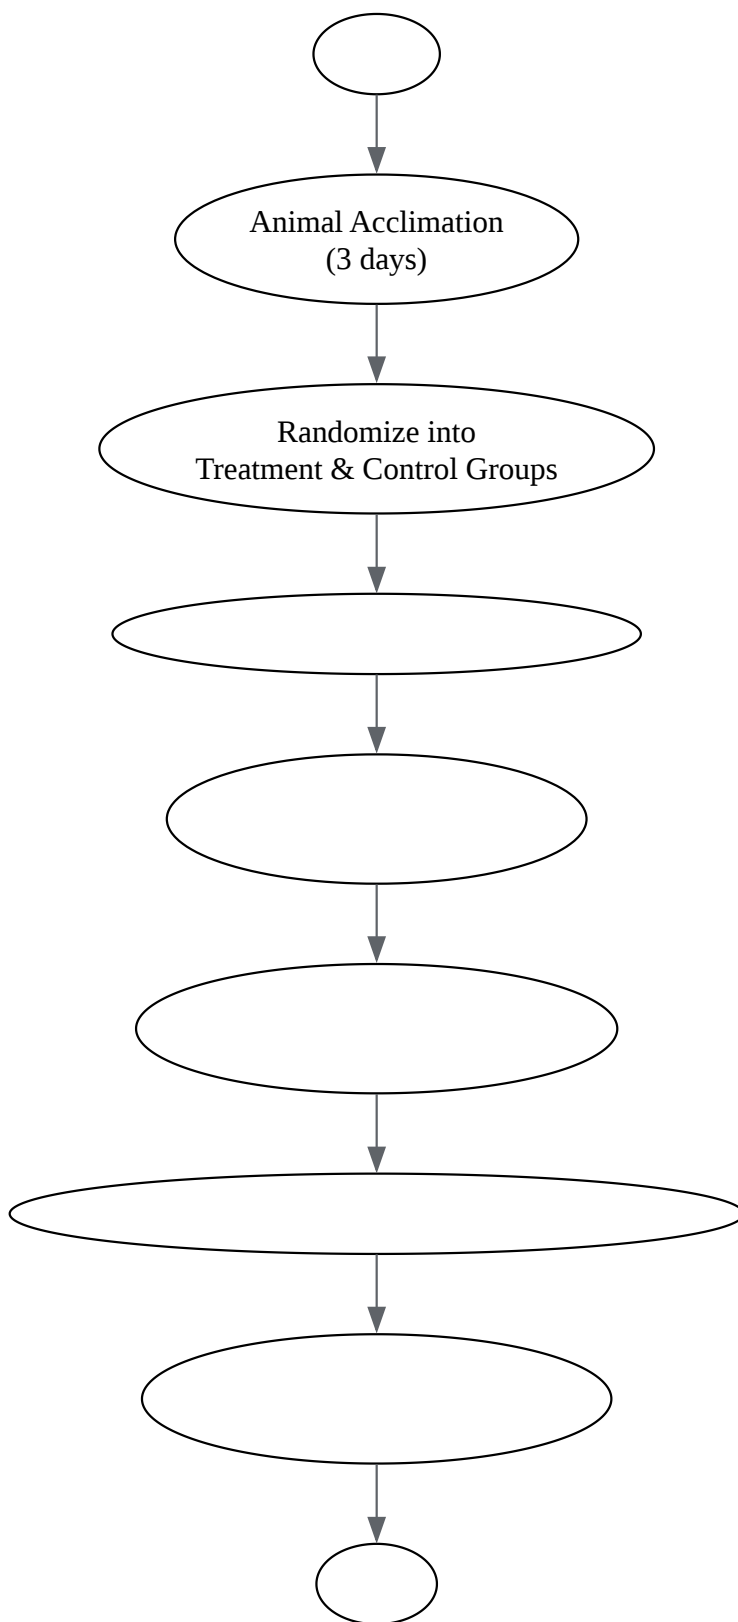 Animal Acclimation
(3 days)
Randomize into
Treatment & Control Groups